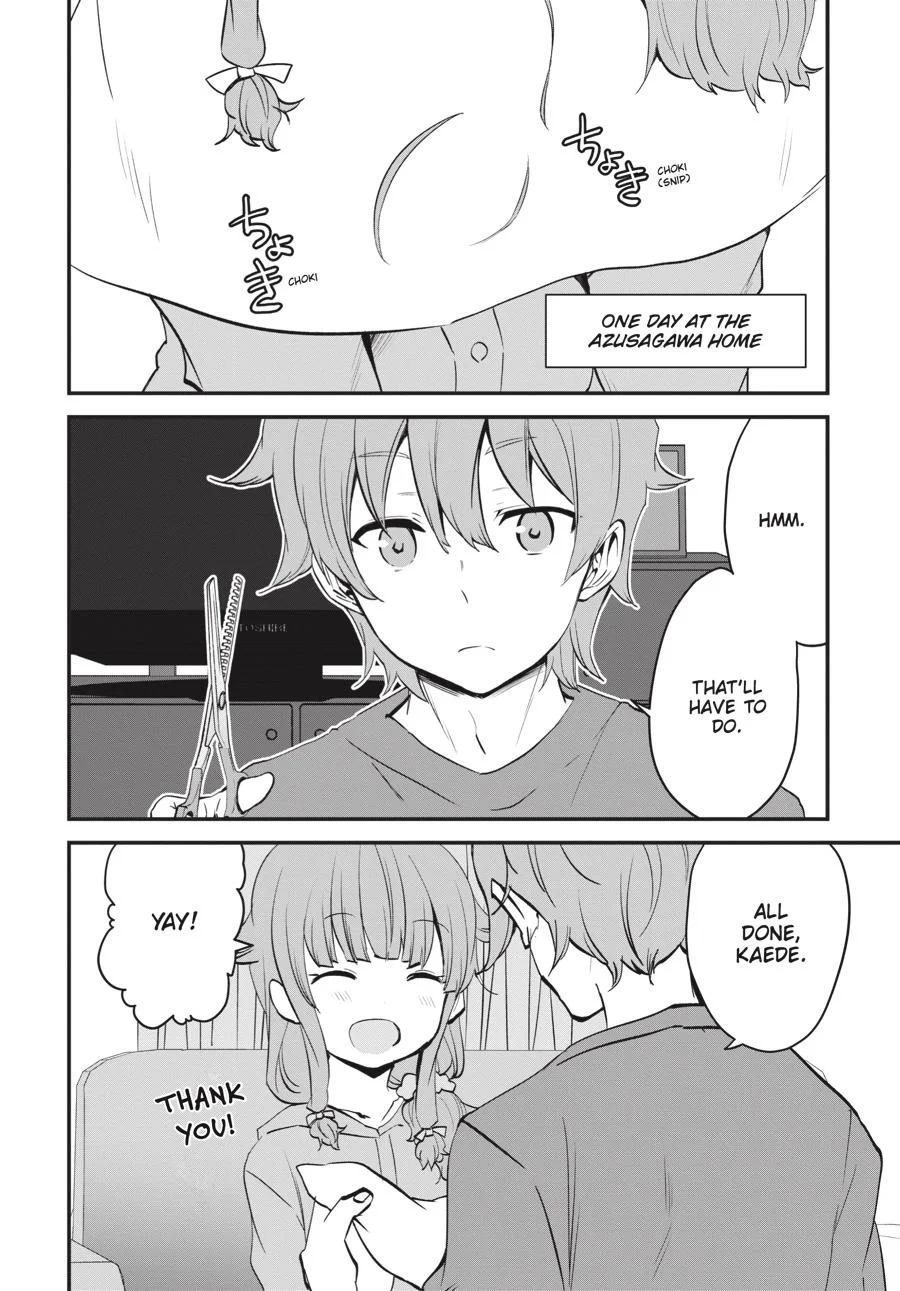 ちょき
CHOKI
(SNIP)
ちょき
CHOKI
ONE DAY AT THE
AZUSAGAWA HOME
HMM.
TOSHIBE
THAT'LL
HAVE TO
DO.
ALL
DONE,
KAEDE.
YAY!
THANK
YOU!